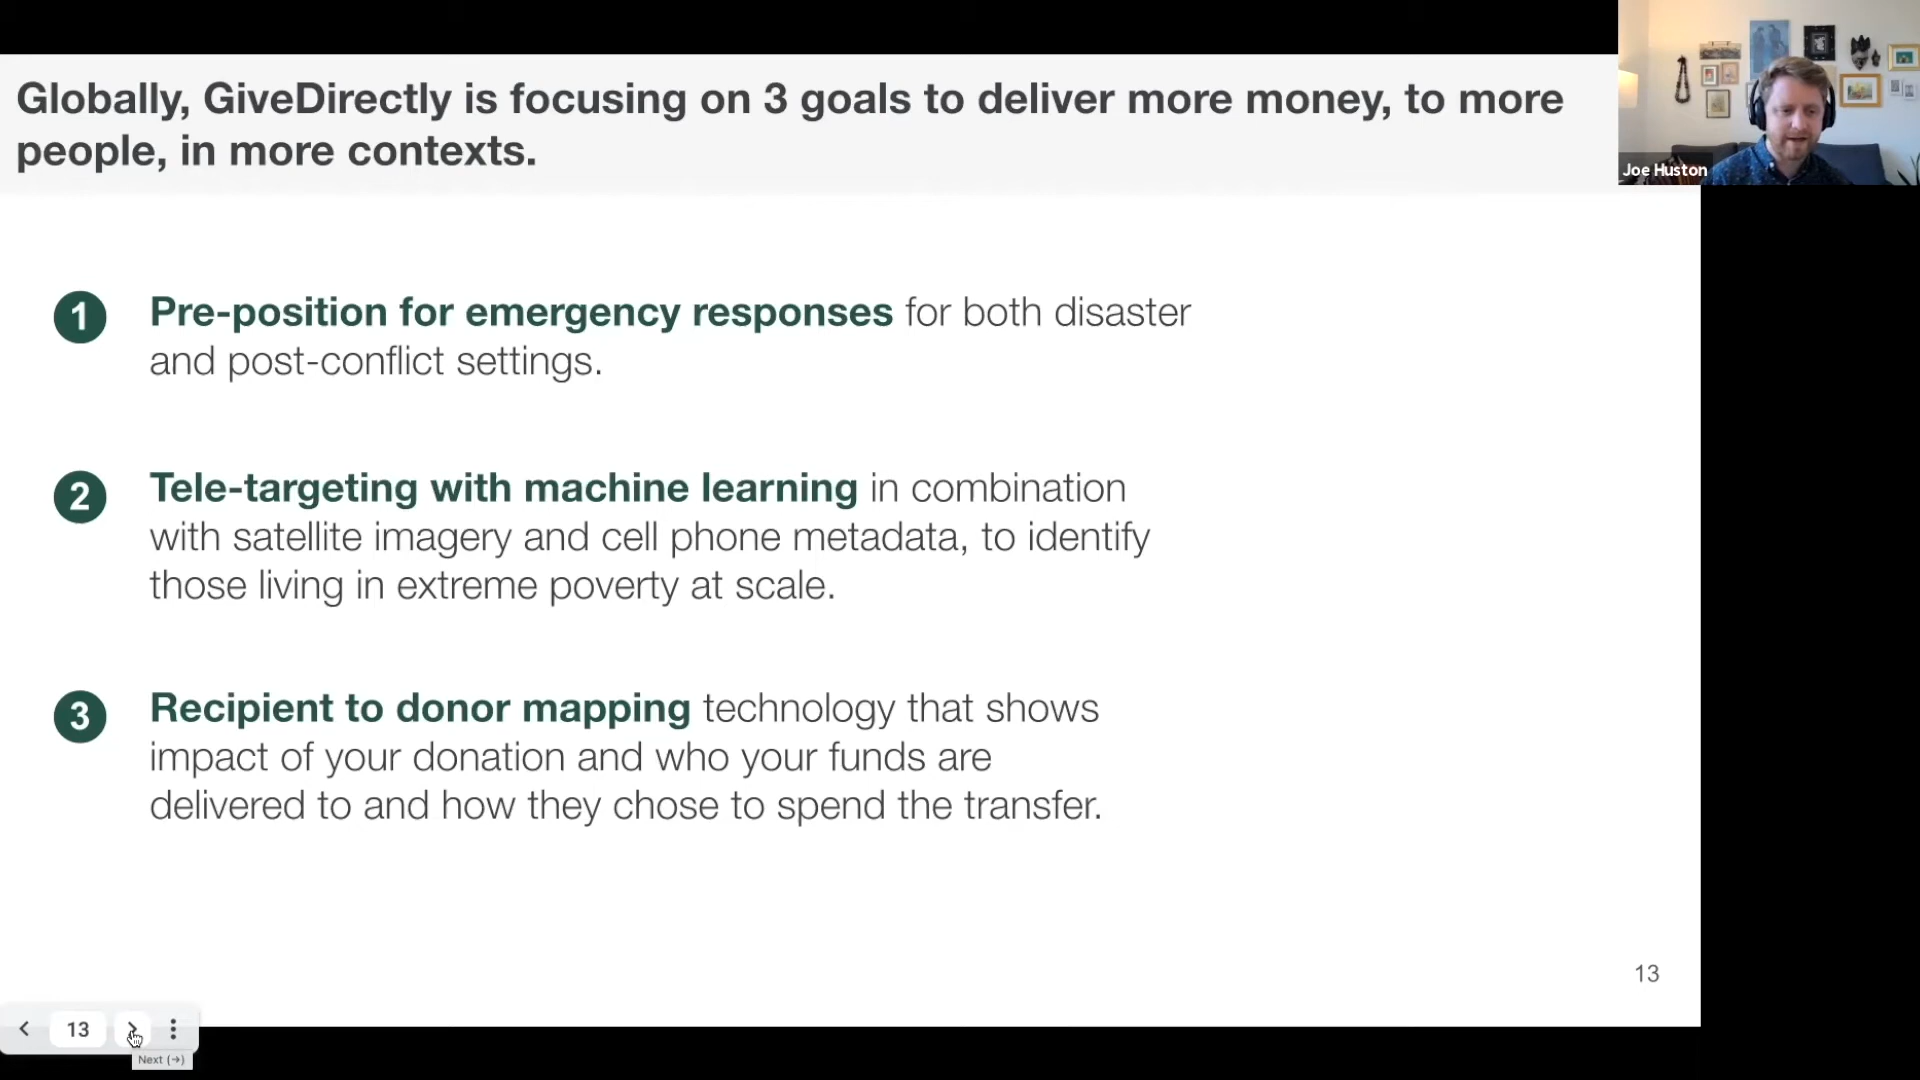 Globally, GiveDirectly is focusing on 3 goals to deliver more money, to more
people, in more contexts.
Joe Huston
1 Pre-position for emergency responses for both disaster
and post-conflict settings.
2 Tele-targeting with machine learning in combination
with satellite imagery and cell phone metadata, to identify
those living in extreme poverty at scale.
3 Recipient to donor mapping technology that shows
impact of your donation and who your funds are
delivered to and how they chose to spend the transfer.
13
13
Next (→)